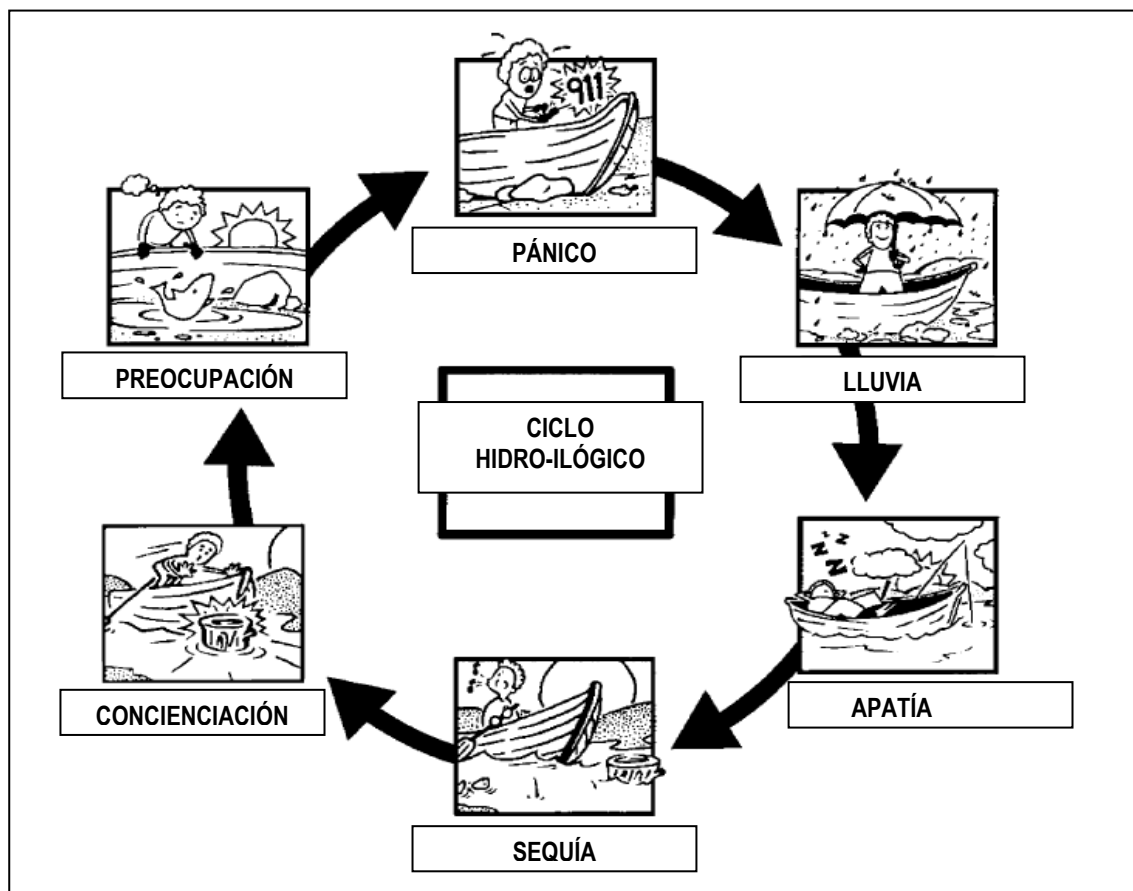 911
PÁNICO
PREOCUPACIÓN
LLUVIA
CICLO
HIDRO-ILÓGICO
Z Z Z
CONCIENCIACIÓN
APATÍA
SEQUÍA